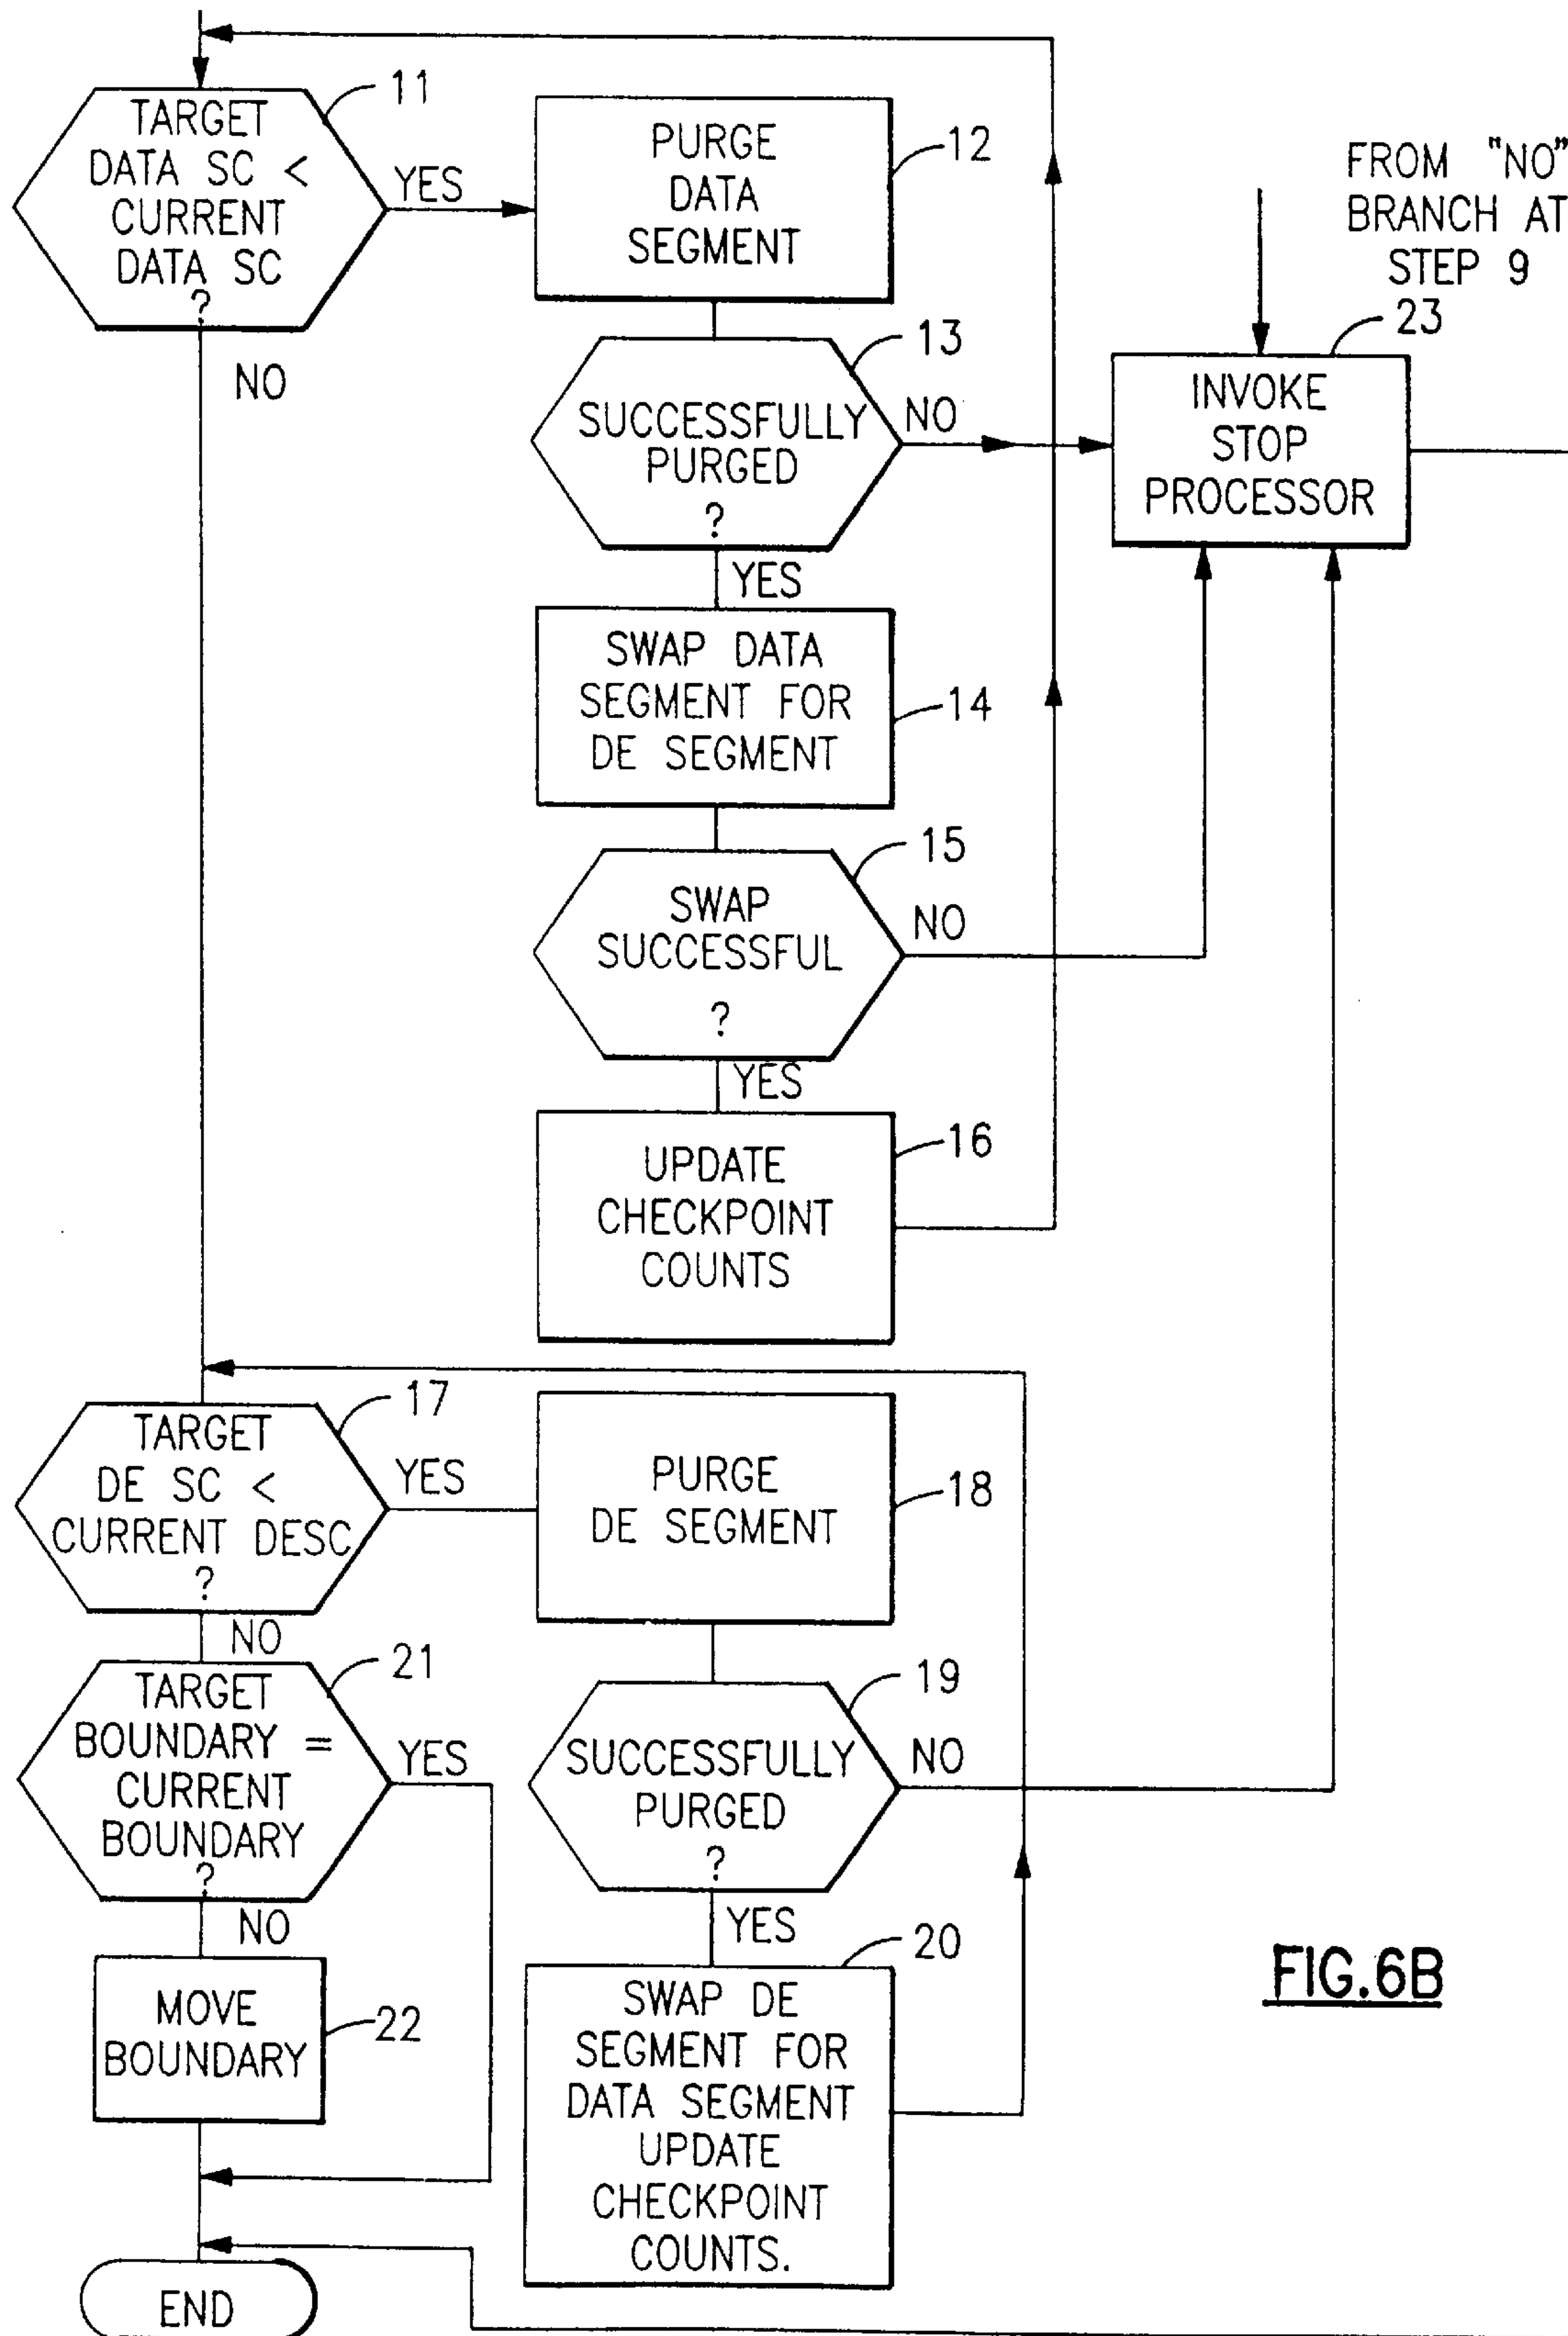 TARGET
DATA SC <
CURRENT
DATA SC
?
11
YES
NO
PURGE
DATA
SEGMENT
12
SUCCESSFULLY
PURGED
?
13
NO
YES
FROM "NO"
BRANCH AT
STEP 9
23
INVOKE
STOP
PROCESSOR
SWAP DATA
SEGMENT FOR
DE SEGMENT
14
SWAP
SUCCESSFUL
?
15
NO
YES
UPDATE
CHECKPOINT
COUNTS
16
TARGET
DE SC <
CURRENT DESC
?
17
YES
NO
PURGE
DE SEGMENT
18
TARGET
BOUNDARY =
CURRENT
BOUNDARY
?
21
YES
NO
SUCCESSFULLY
PURGED
?
19
NO
YES
MOVE
BOUNDARY
22
SWAP DE
SEGMENT FOR
DATA SEGMENT
UPDATE
CHECKPOINT
COUNTS.
20
END
FIG.6B